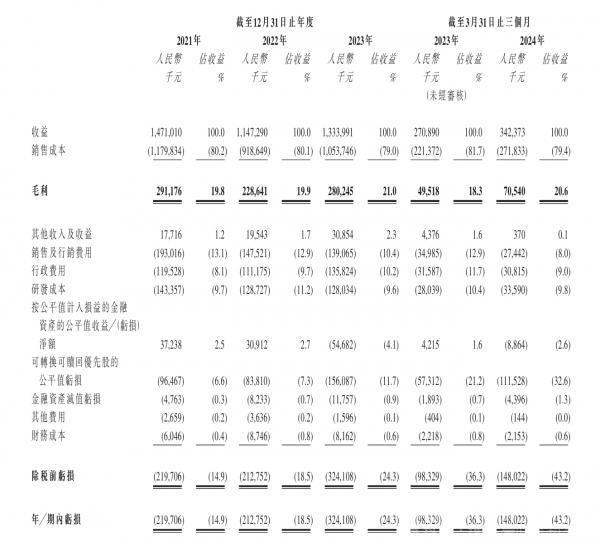 截至12月31日止年度 截至3月31日止三個月
2021年 2022年 2023年 2023年 2024年
人民幣 佔收益 人民幣 佔收益 人民幣 佔收益 人民幣 佔收益 人民幣 佔收益
千元 % 千元 % 千元 % 千元 % 千元 %
(未經審核)
收益 1,471,010 100.0 1,147,290 100.0 1,333,991 100.0 270,890 100.0 342,373 100.0
銷售成本 (1,179,834) (80.2) (918,649) (80.1) (1,053,746) (79.0) (221,372) (81.7) (271,833) (79.4)
毛利 291,176 19.8 228,641 19.9 280,245 21.0 49,518 18.3 70,540 20.6
其他收入及收益 17,716 1.2 19,543 1.7 30,854 2.3 4,376 1.6 370 0.1
銷售及行銷費用 (193,016) (13.1) (147,521) (12.9) (139,065) (10.4) (34,985) (12.9) (27,442) (8.0)
行政費用 (119,528) (8.1) (111,175) (9.7) (135,824) (10.2) (31,587) (11.7) (30,815) (9.0)
研發成本 (143,357) (9.7) (128,727) (11.2) (128,034) (9.6) (28,039) (10.4) (33,590) (9.8)
按公平值計入損益的金融
資產的公平值收益/(虧損)
淨額 37,238 2.5 30,912 2.7 (54,682) (4.1) 4,215 1.6 (8,864) (2.6)
可轉換可贖回優先股的
公平值虧損 (96,467) (6.6) (83,810) (7.3) (156,087) (11.7) (57,312) (21.2) (111,528) (32.6)
金融資產減值虧損 (4,763) (0.3) (8,233) (0.7) (11,757) (0.9) (1,893) (0.7) (4,396) (1.3)
其他費用 (2,659) (0.2) (3,636) (0.2) (1,596) (0.1) (404) (0.1) (144) (0.0)
財務成本 (6,046) (0.4) (8,746) (0.8) (8,162) (0.6) (2,218) (0.8) (2,153) (0.6)
除稅前虧損 (219,706) (14.9) (212,752) (18.5) (324,108) (24.3) (98,329) (36.3) (148,022) (43.2)
年/期內虧損 (219,706) (14.9) (212,752) (18.5) (324,108) (24.3) (98,329) (36.3) (148,022) (43.2)